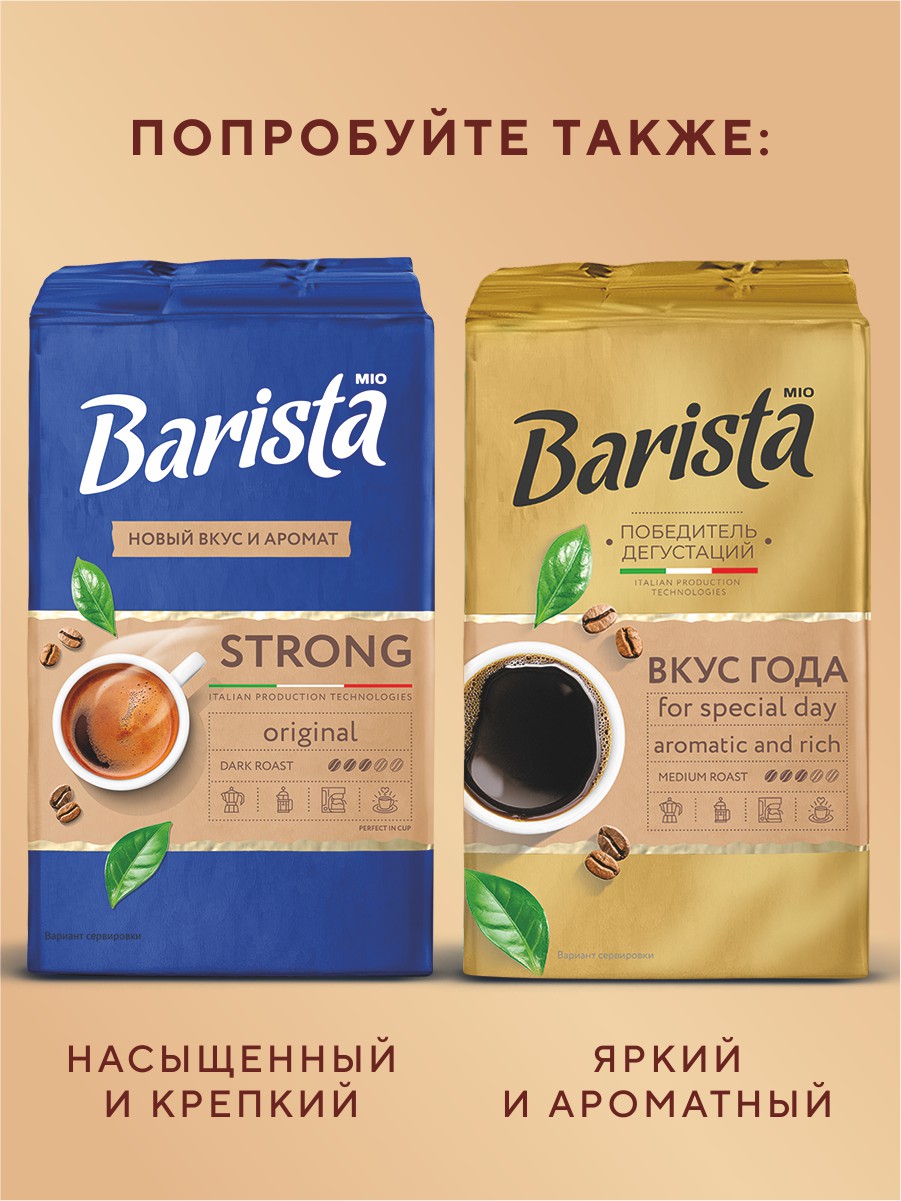 ПОПРОБУЙТЕ ТАКЖЕ:
MIO
Barista
НОВЫЙ ВКУС И АРОМАТ
STRONG
ITALIAN PRODUCTION TECHNOLOGIES
original
DARK ROAST
PERFECT IN CUP
Вариант сервировки
MIO
Barista
ПОБЕДИТЕЛЬ
ДЕГУСТАЦИЙ
ITALIAN PRODUCTION
TECHNOLOGIES
ВКУС ГОДА
for special day
aromatic and rich
MEDIUM ROAST
Вариант сервировки
НАСЫЩЕННЫЙ
И КРЕПКИЙ
ЯРКИЙ
И АРОМАТНЫЙ